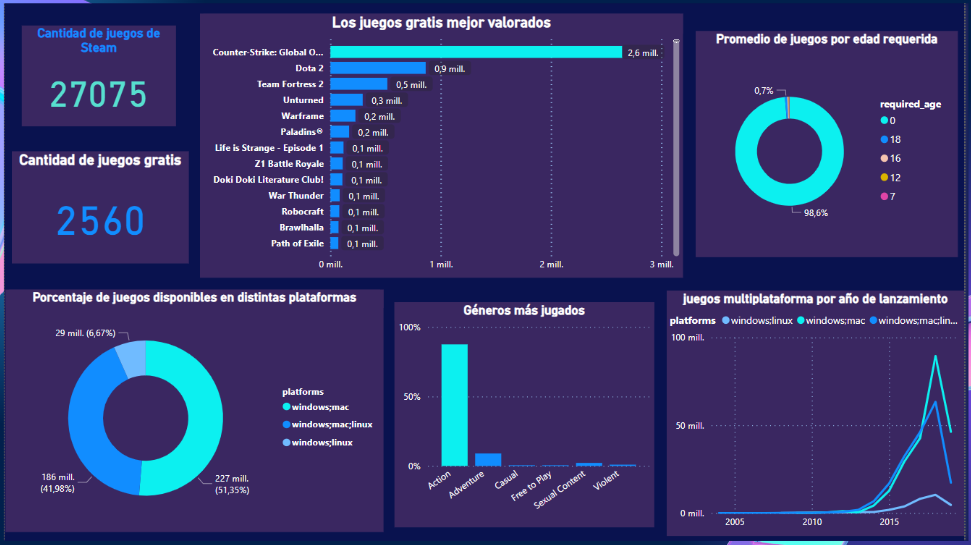 Cantidad de juegos de
Steam
27075
Cantidad de juegos gratis
2560
Los juegos gratis mejor valorados
Counter-Strike: Global O...
2,6 mill.
Dota 2
0,9 mill.
Team Fortress 2
0,5 mill.
Unturned
0,3 mill.
Warframe
0,2 mill.
Paladins®
0,2 mill.
Life is Strange - Episode 1
0,1 mill.
Z1 Battle Royale
0,1 mill.
Doki Doki Literature Club!
0,1 mill.
War Thunder
0,1 mill.
Robocraft
0,1 mill.
Brawlhalla
0,1 mill.
Path of Exile
0,1 mill.
0 mill.
1 mill.
2 mill.
3 mill.
Promedio de juegos por edad requerida
0,7%
98,6%
required_age
0
18
16
12
7
Porcentaje de juegos disponibles en distintas plataformas
29 mill. (6,67%)
186 mill.
(41,98%)
227 mill.
(51,35%)
platforms
windows;mac
windows;mac;linux
windows;linux
Géneros más jugados
100%
50%
0%
Action
Adventure
Casual
Free to Play
Sexual Content
Violent
juegos multiplataforma por año de lanzamiento
platforms
windows;linux
windows;mac
windows;mac;lin...
100 mill.
50 mill.
0 mill.
2005
2010
2015